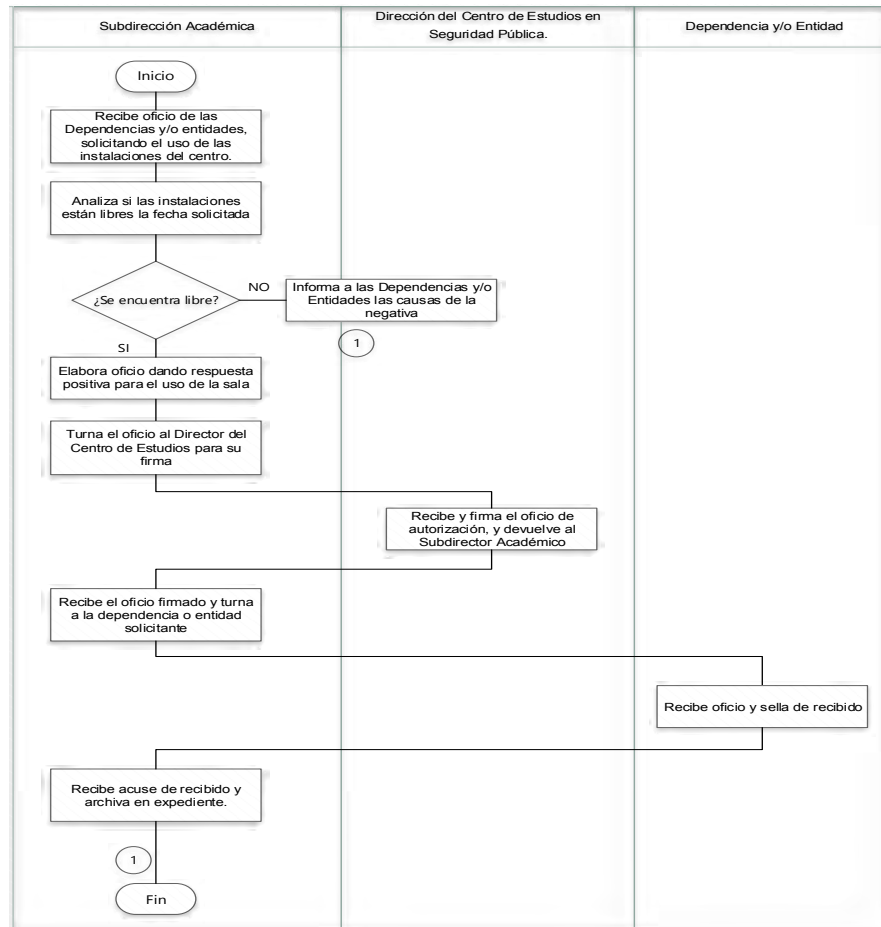 Subdirección Académica
Dirección del Centro de Estudios en
Seguridad Pública.
Dependencia y/o Entidad
Inicio
Recibe oficio de las
Dependencias y/o entidades,
solicitando el uso de las
instalaciones del centro.
Analiza si las instalaciones
están libres la fecha solicitada
¿Se encuentra libre?
NO
Informa a las Dependencias y/o
Entidades las causas de la
negativa
1
SI
Elabora oficio dando respuesta
positiva para el uso de la sala
Turna el oficio al Director del
Centro de Estudios para su
firma
Recibe y firma el oficio de
autorización, y devuelve al
Subdirector Académico
Recibe el oficio firmado y turna
a la dependencia o entidad
solicitante
Recibe oficio y sella de recibido
Recibe acuse de recibido y
archiva en expediente.
1
Fin